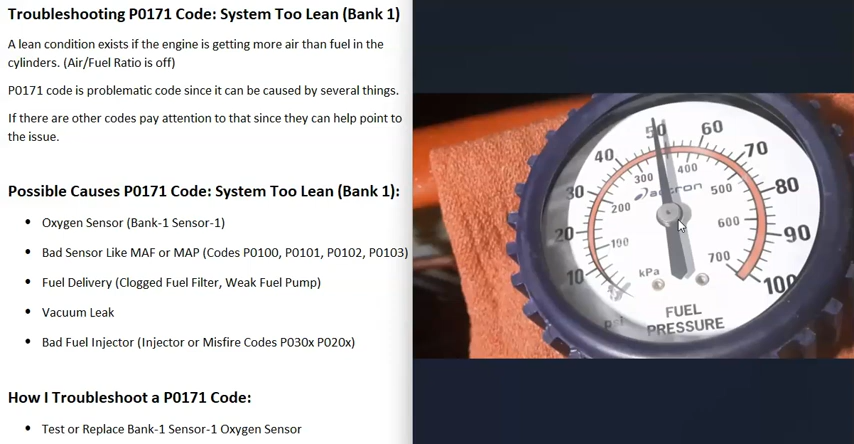 Troubleshooting P0171 Code: System Too Lean (Bank 1)
A lean condition exists if the engine is getting more air than fuel in the
cylinders. (Air/Fuel Ratio is off)
P0171 code is problematic code since it can be caused by several things.
If there are other codes pay attention to that since they can help point to
the issue.
Possible Causes P0171 Code: System Too Lean (Bank 1):
• Oxygen Sensor (Bank-1 Sensor-1)
• Bad Sensor Like MAF or MAP (Codes P0100, P0101, P0102, P0103)
• Fuel Delivery (Clogged Fuel Filter, Weak Fuel Pump)
• Vacuum Leak
• Bad Fuel Injector (Injector or Misfire Codes P030x P020x)
How I Troubleshoot a P0171 Code:
• Test or Replace Bank-1 Sensor-1 Oxygen Sensor
10 20 30 40 50 60 70 80 90 100
100 200 300 400 500 600 700
kPa
psi
FUEL
PRESSURE